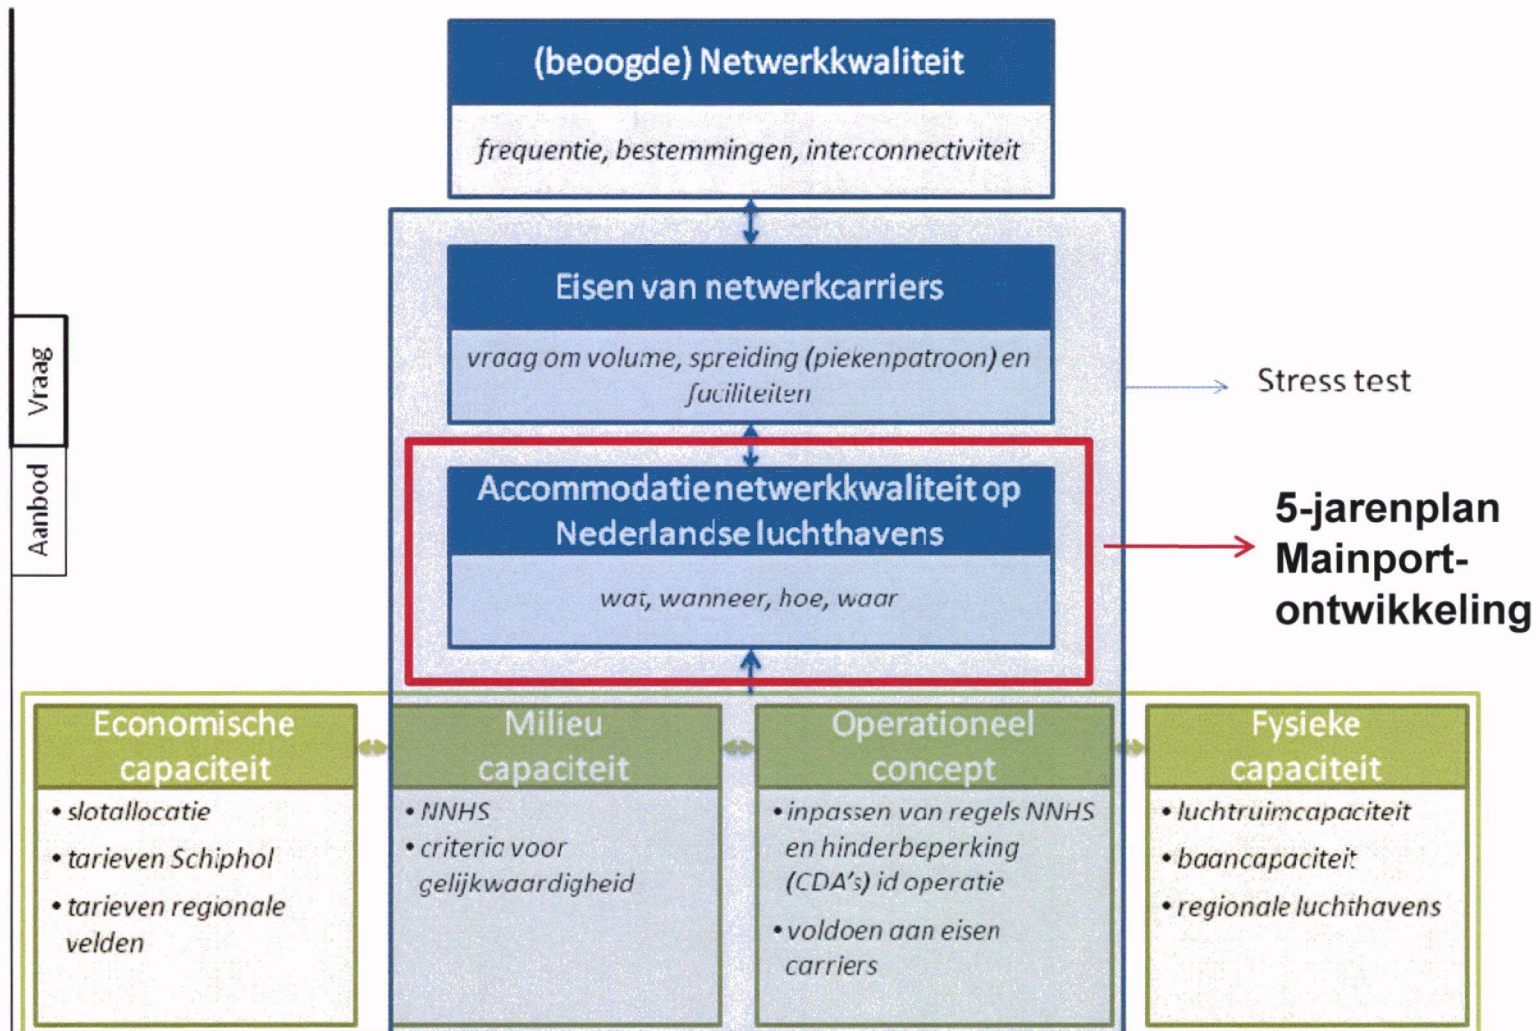 (beoogde) Netwerkkwaliteit
frequentie, bestemmingen, interconnectiviteit
Eisen van netwerkcarriers
vraag om volume, spreiding (piekenpatroon) en
faciliteiten
Stress test
Vraag
Aanbod
Accommodatie netwerkkwaliteit op
Nederlandse luchthavens
wat, wanneer, hoe, waar
5-jarenplan
Mainport-
ontwikkeling
Economische
capaciteit
• slotallocatie
• tarieven Schiphol
• tarieven regionale
velden
Milieu
capaciteit
• NNHS
• criteria voor
gelijkwaardigheid
Operationeel
concept
• inpassen van regels NNHS
en hinderbeperking
(CDA's) id operatie
• voldoen aan eisen
carriers
Fysieke
capaciteit
• luchtruimcapaciteit
• baancapaciteit
• regionale luchthavens